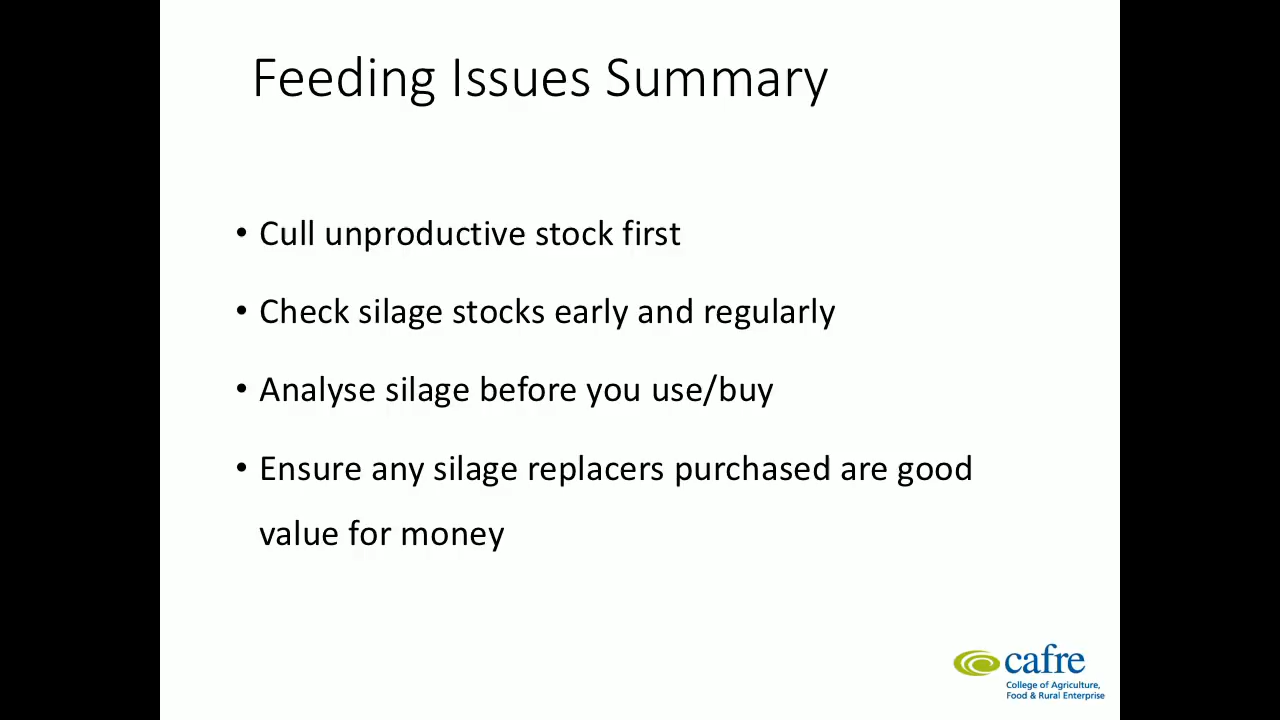 Feeding Issues Summary
• Cull unproductive stock first
• Check silage stocks early and regularly
• Analyse silage before you use/buy
• Ensure any silage replacers purchased are good
value for money
cafre
College of Agriculture,
Food & Rural Enterprise